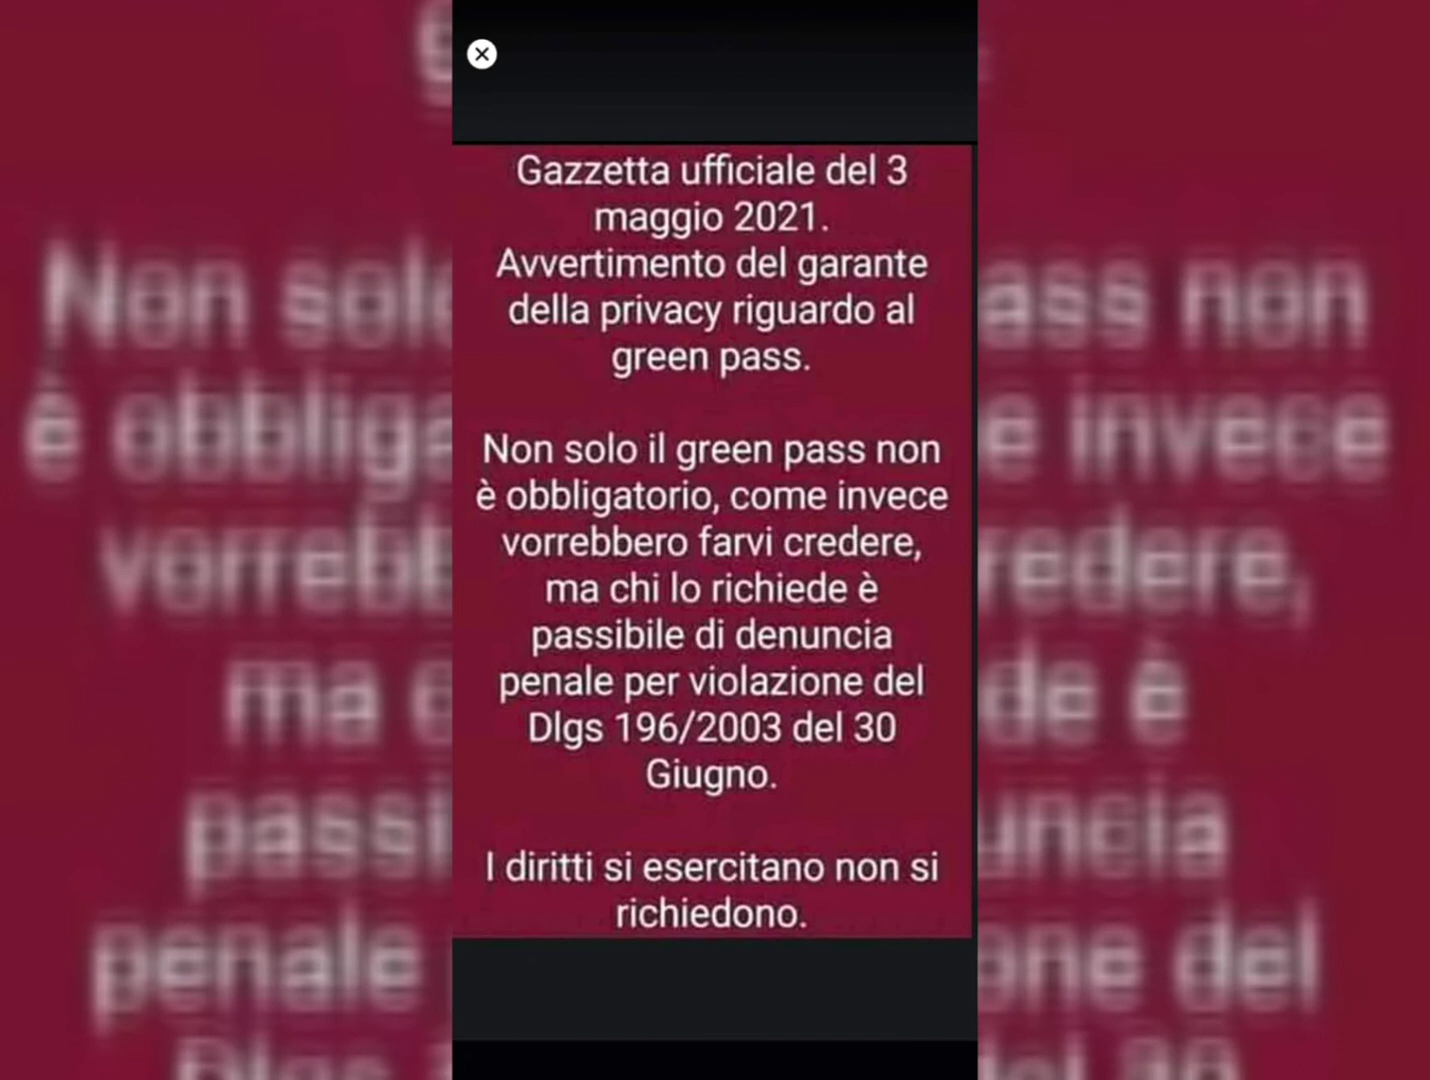 Gazzetta ufficiale del 3
maggio 2021.
Avvertimento del garante
della privacy riguardo al
green pass.
Non solo il green pass non
è obbligatorio, come invece
vorrebbero farvi credere,
ma chi lo richiede è
passibile di denuncia
penale per violazione del
Dlgs 196/2003 del 30
Giugno.
I diritti si esercitano non si
richiedono.